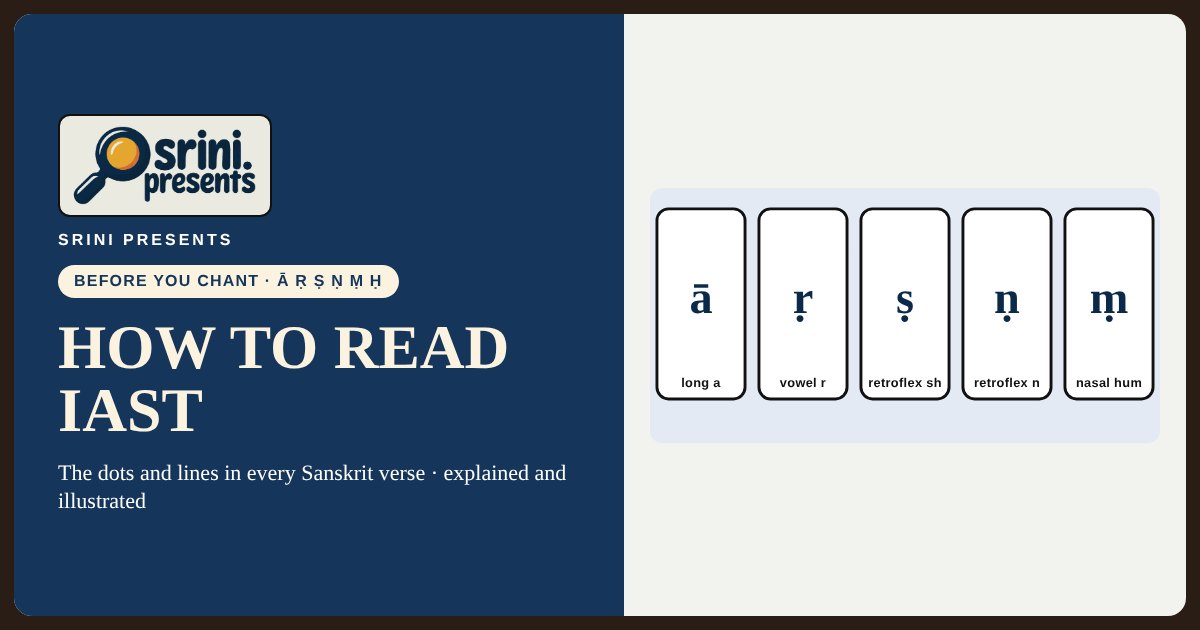 srini.
presents
SRINI PRESENTS
BEFORE YOU CHANT · Ā Ṛ Ṣ Ṇ Ṃ Ḥ
HOW TO READ
IAST
The dots and lines in every Sanskrit verse · explained and
illustrated
ā ṛ ṣ ṇ ṃ
long a vowel r retroflex sh retroflex n nasal hum